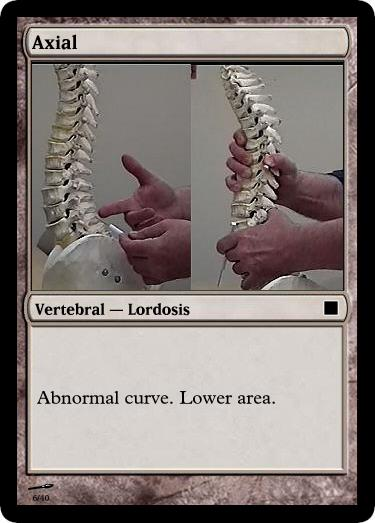 Axial
Vertebral — Lordosis
Abnormal curve. Lower area.
6/40